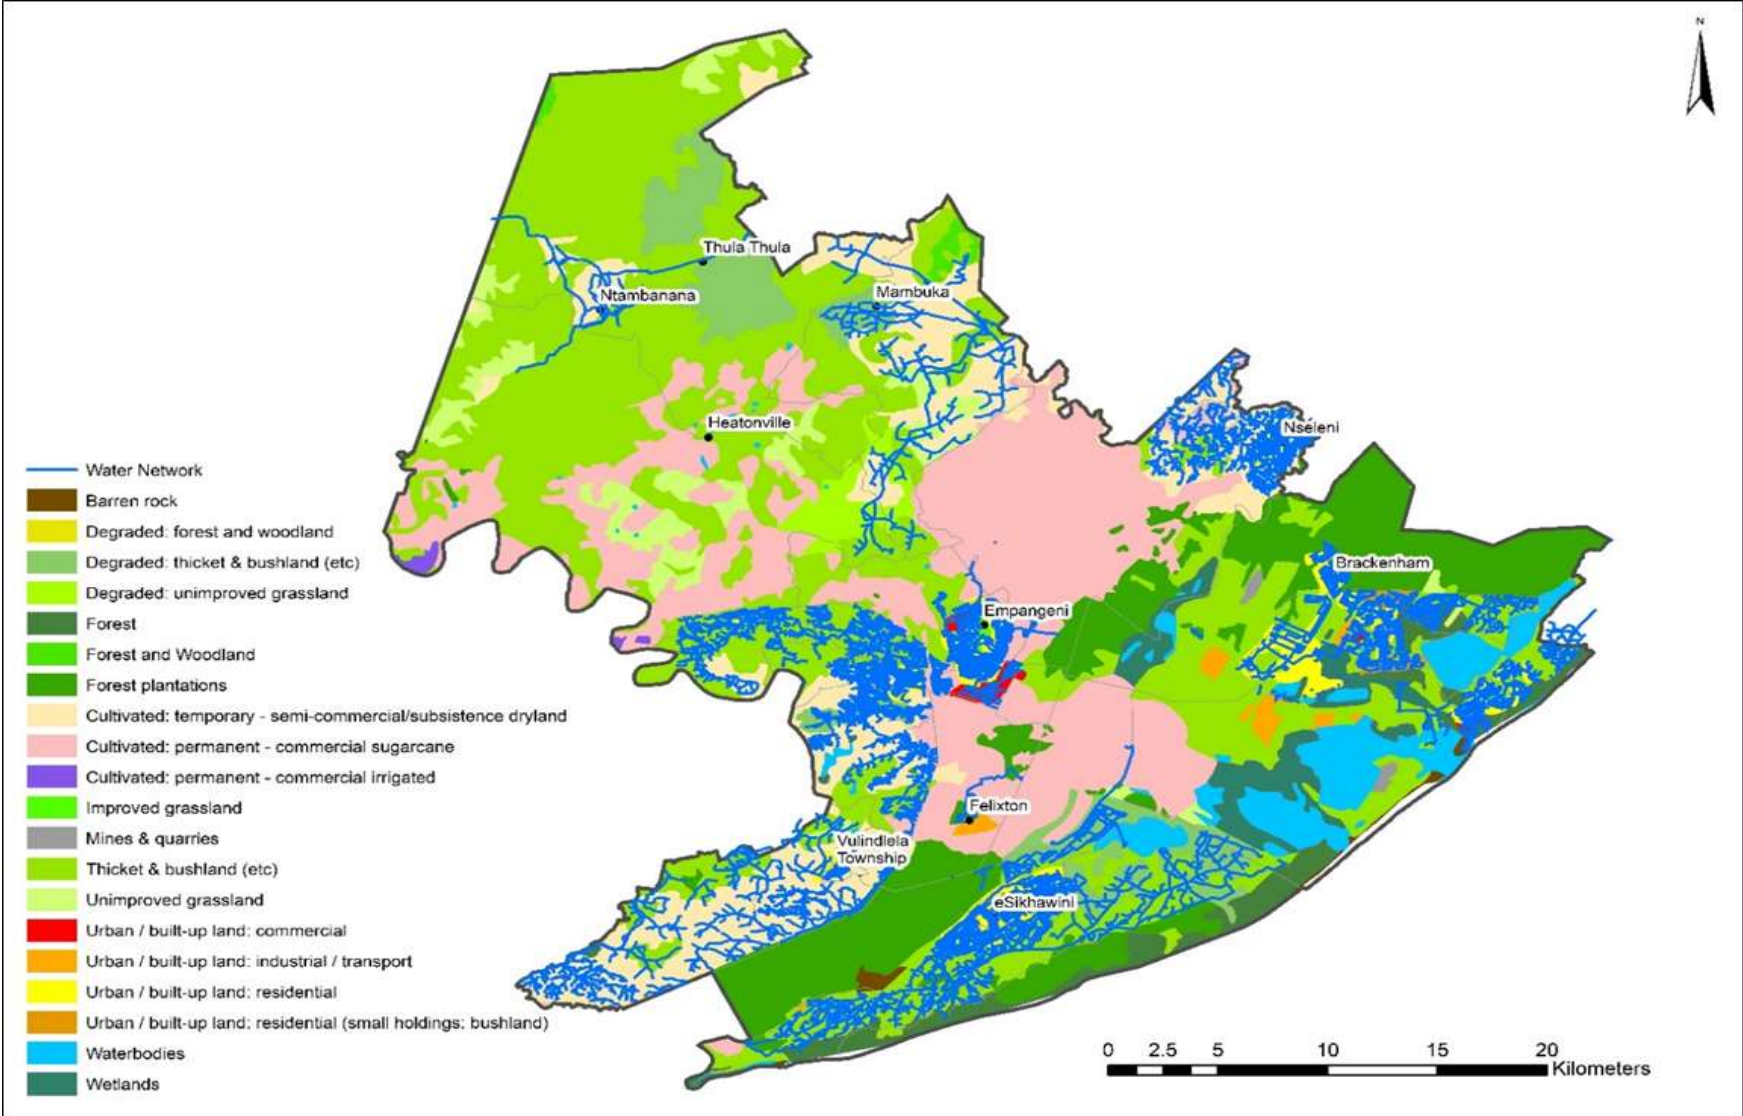 N
Thula Thula
Ntambanana
Mambuka
Heatonville
Nseleni
Brackenham
Empangeni
Felixton
Vulindlela
Township
eSikhawini
Water Network
Barren rock
Degraded: forest and woodland
Degraded: thicket & bushland (etc)
Degraded: unimproved grassland
Forest
Forest and Woodland
Forest plantations
Cultivated: temporary - semi-commercial/subsistence dryland
Cultivated: permanent - commercial sugarcane
Cultivated: permanent - commercial irrigated
Improved grassland
Mines & quarries
Thicket & bushland (etc)
Unimproved grassland
Urban / built-up land: commercial
Urban / built-up land: industrial / transport
Urban / built-up land: residential
Urban / built-up land: residential (small holdings: bushland)
Waterbodies
Wetlands
0 2.5 5 10 15 20
Kilometers